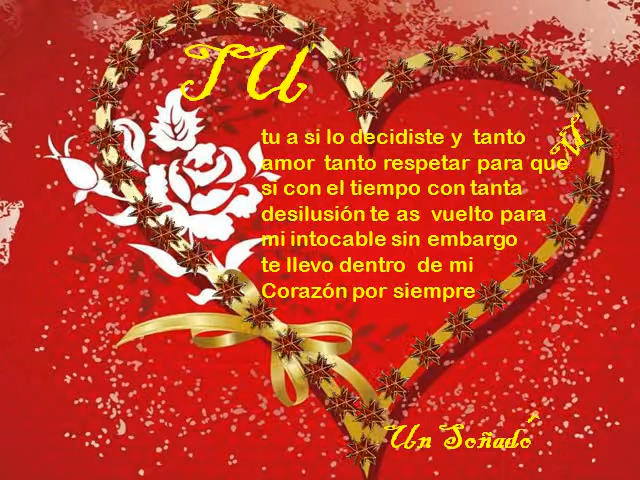 TÚ
tu a si lo decidiste y tanto
amor tanto respetar para que
si con el tiempo con tanta
desilusión te as vuelto para
mi intocable sin embargo
te llevo dentro de mi
Corazón por siempre
Un Soñado